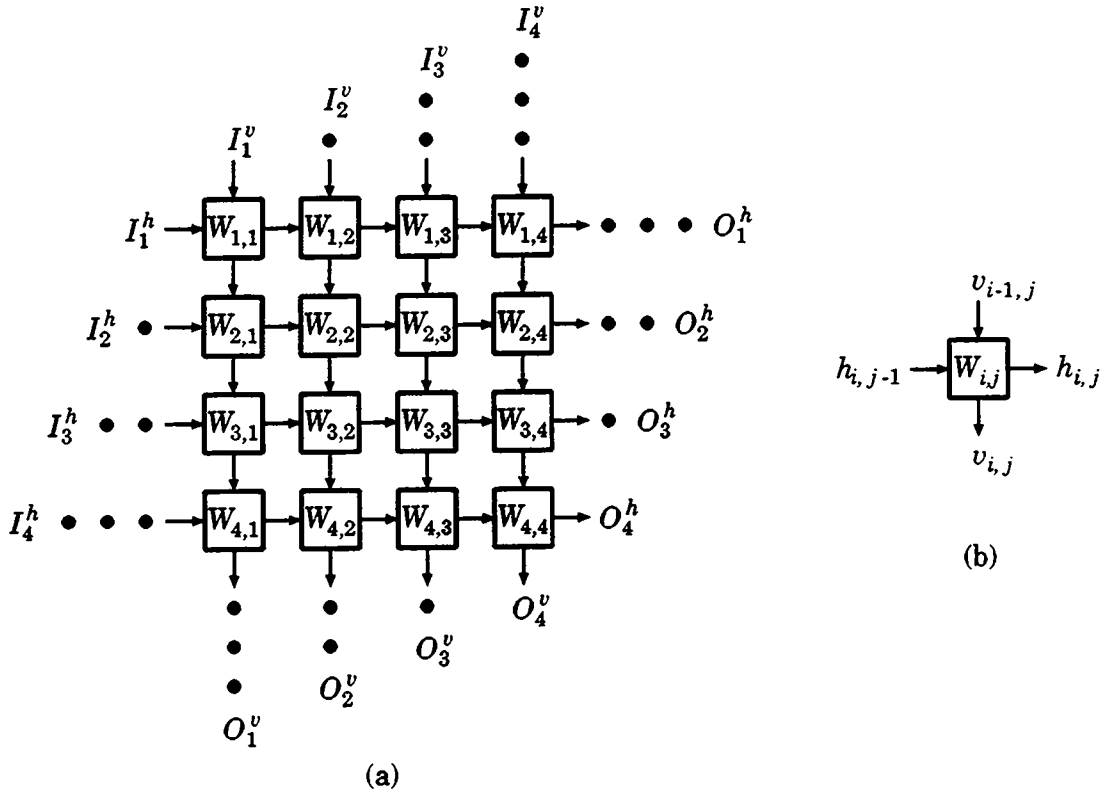 I_4^v
I_3^v
I_2^v
I_1^v
I_1^h W_{1,1} W_{1,2} W_{1,3} W_{1,4} O_1^h
I_2^h W_{2,1} W_{2,2} W_{2,3} W_{2,4} O_2^h
I_3^h W_{3,1} W_{3,2} W_{3,3} W_{3,4} O_3^h
I_4^h W_{4,1} W_{4,2} W_{4,3} W_{4,4} O_4^h
O_4^v
O_3^v
O_2^v
O_1^v
(a)
v_{i-1,j}
h_{i,j-1} W_{i,j} h_{i,j}
v_{i,j}
(b)